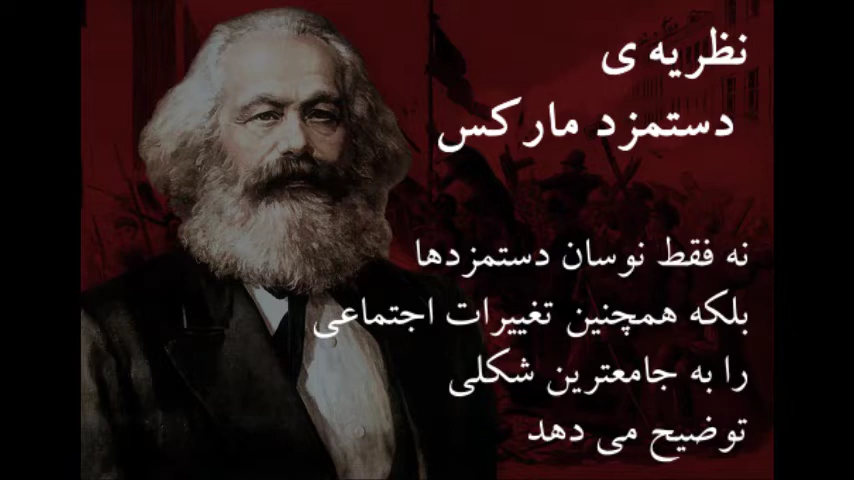 نظریه ی
دستمزد مارکس
نه فقط نوسان دستمزدها
بلکه همچنین تغییرات اجتماعی
را به جامعترین شکلی
توضیح می دهد